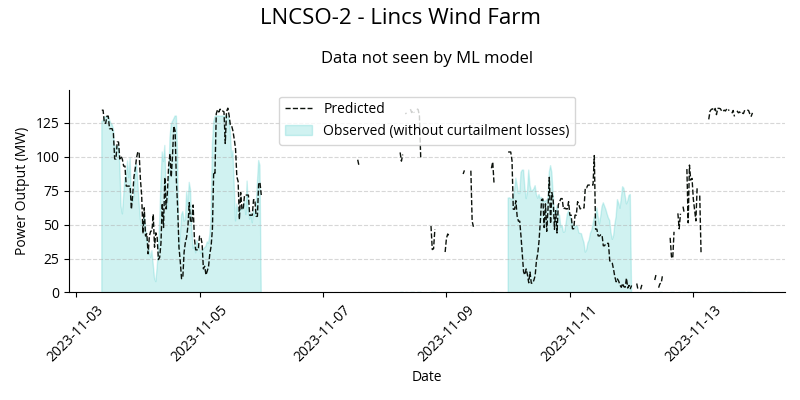 LNCSO-2 - Lincs Wind Farm
Data not seen by ML model
Predicted
Observed (without curtailment losses)
Power Output (MW)
125
100
75
50
25
0
2023-11-03
2023-11-05
2023-11-07
2023-11-09
2023-11-11
2023-11-13
Date